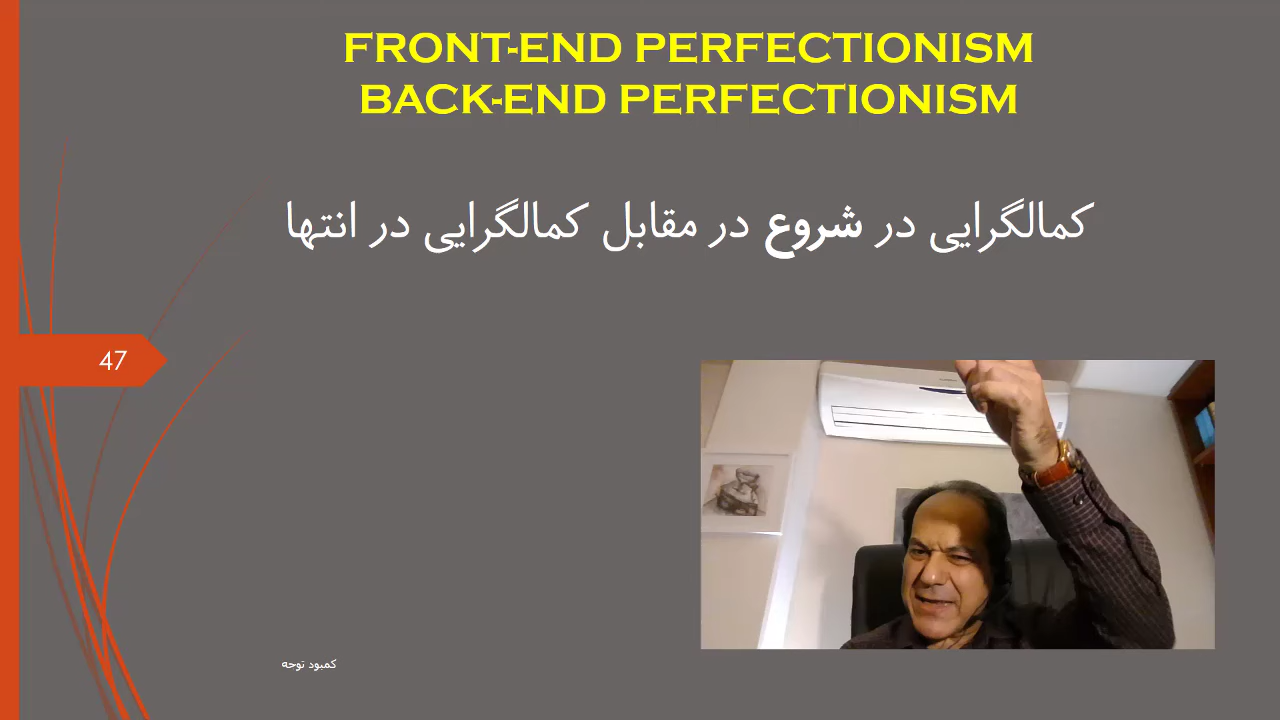 FRONT-END PERFECTIONISM
BACK-END PERFECTIONISM
کمالگرایی در شروع در مقابل کمالگرایی در انتها
47
کمبود توجه